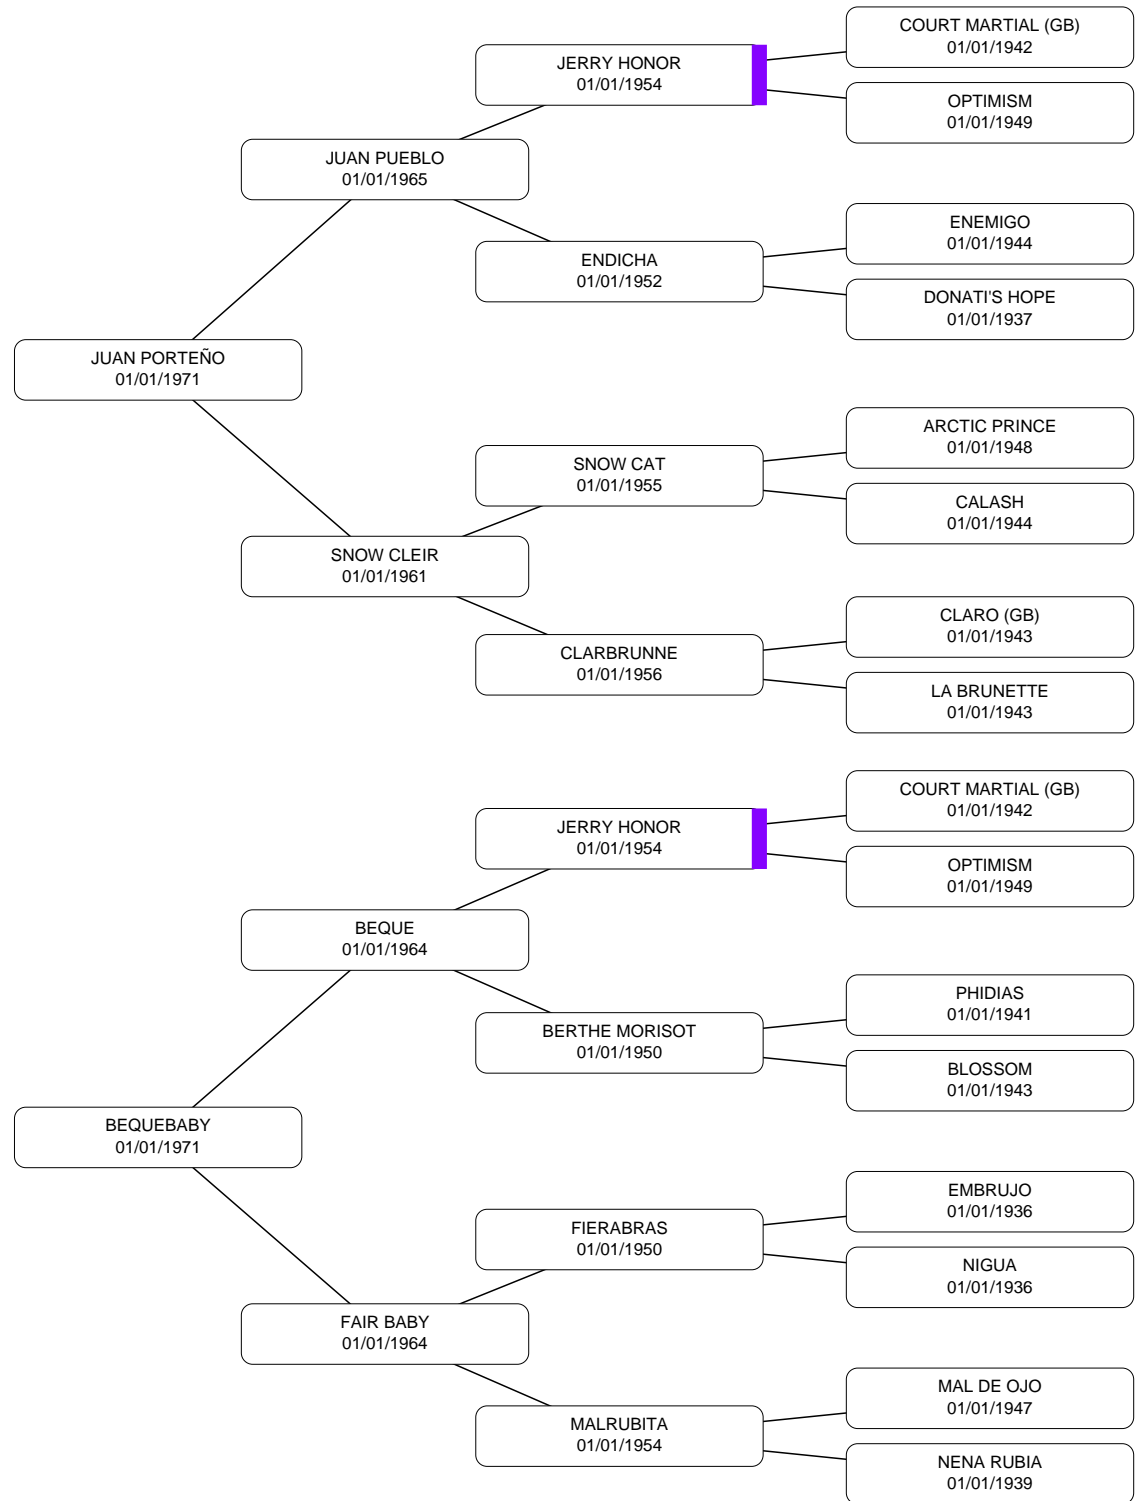 COURT MARTIAL (GB)
01/01/1942
JERRY HONOR
01/01/1954
OPTIMISM
01/01/1949
JUAN PUEBLO
01/01/1965
ENEMIGO
01/01/1944
ENDICHA
01/01/1952
DONATI'S HOPE
01/01/1937
JUAN PORTEÑO
01/01/1971
ARCTIC PRINCE
01/01/1948
SNOW CAT
01/01/1955
CALASH
01/01/1944
SNOW CLEIR
01/01/1961
CLARO (GB)
01/01/1943
CLARBRUNNE
01/01/1956
LA BRUNETTE
01/01/1943
COURT MARTIAL (GB)
01/01/1942
JERRY HONOR
01/01/1954
OPTIMISM
01/01/1949
BEQUE
01/01/1964
PHIDIAS
01/01/1941
BERTHE MORISOT
01/01/1950
BLOSSOM
01/01/1943
BEQUEBABY
01/01/1971
EMBRUJO
01/01/1936
FIERABRAS
01/01/1950
NIGUA
01/01/1936
FAIR BABY
01/01/1964
MAL DE OJO
01/01/1947
MALRUBITA
01/01/1954
NENA RUBIA
01/01/1939